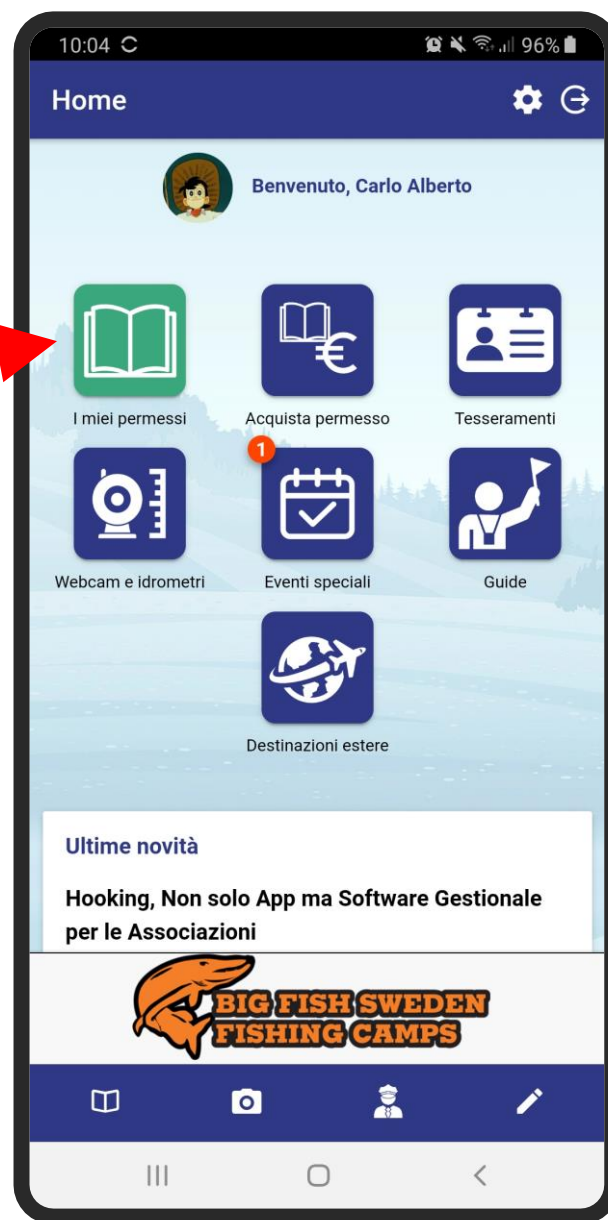 10:04
96%
Home
Benvenuto, Carlo Alberto
I miei permessi
Acquista permesso
Tesseramenti
1
Webcam e idrometri
Eventi speciali
Guide
Destinazioni estere
Ultime novità
Hooking, Non solo App ma Software Gestionale
per le Associazioni
BIG FISH SWEDEN
FISHING CAMPS